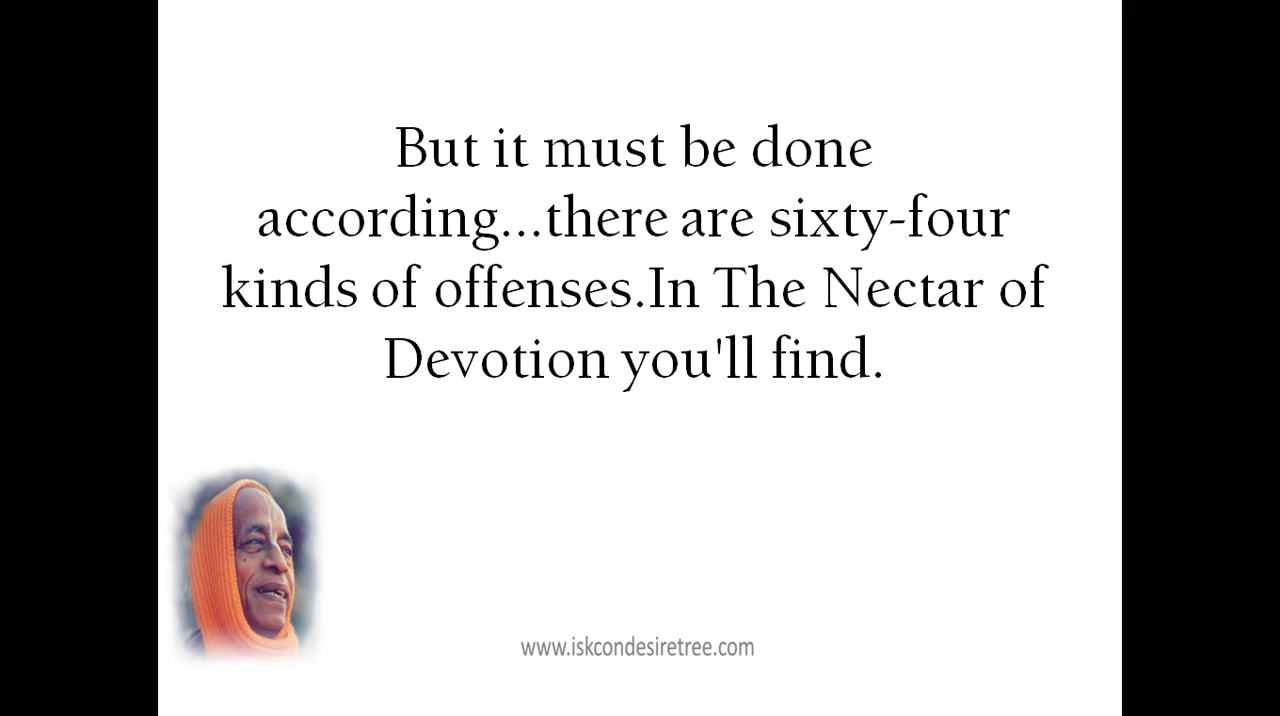 But it must be done
according...there are sixty-four
kinds of offenses.In The Nectar of
Devotion you'll find.
www.iskcondesiretree.com